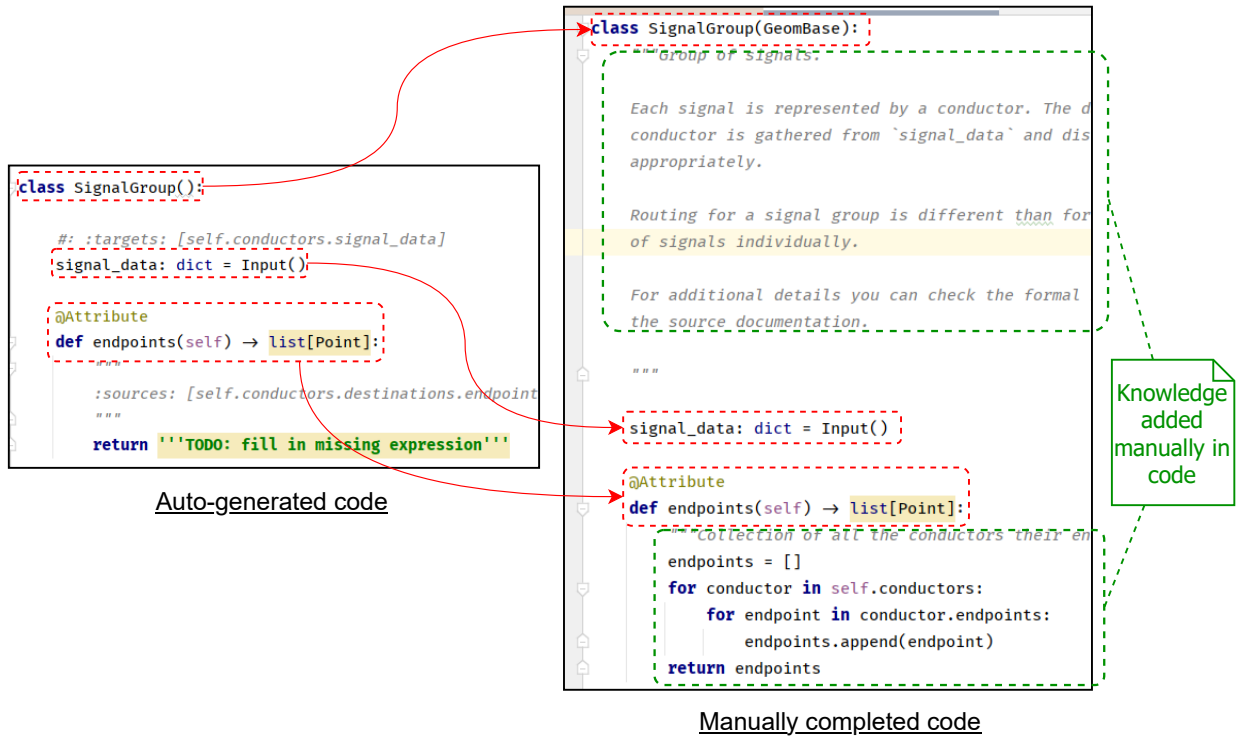 class SignalGroup():
#: :targets: [self.conductors.signal_data]
signal_data: dict = Input()
@Attribute
def endpoints(self) → list[Point]:
"""
:sources: [self.conductors.destinations.endpoint
"""
return '''TODO: fill in missing expression'''
Auto-generated code
class SignalGroup(GeomBase):
"""Group of signals.
Each signal is represented by a conductor. The d
conductor is gathered from `signal_data` and dis
appropriately.
Routing for a signal group is different than for
of signals individually.
For additional details you can check the formal
the source documentation.
"""
signal_data: dict = Input()
@Attribute
def endpoints(self) → list[Point]:
"""Collection of all the conductors their en
endpoints = []
for conductor in self.conductors:
for endpoint in conductor.endpoints:
endpoints.append(endpoint)
return endpoints
Manually completed code
Knowledge
added
manually in
code